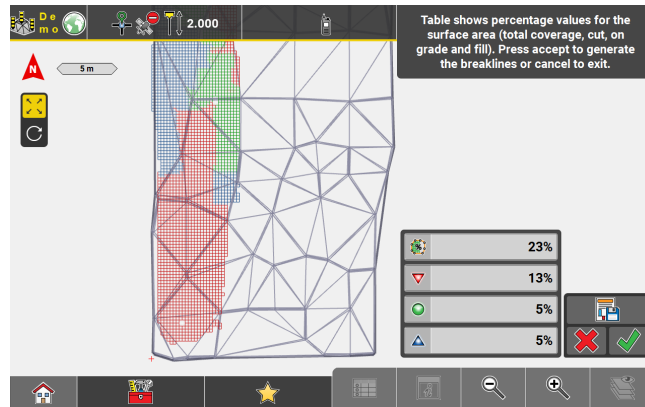 De
mo
2.000
Table shows percentage values for the
surface area (total coverage, cut, on
grade and fill). Press accept to generate
the breaklines or cancel to exit.
N
5 m
23%
13%
5%
5%